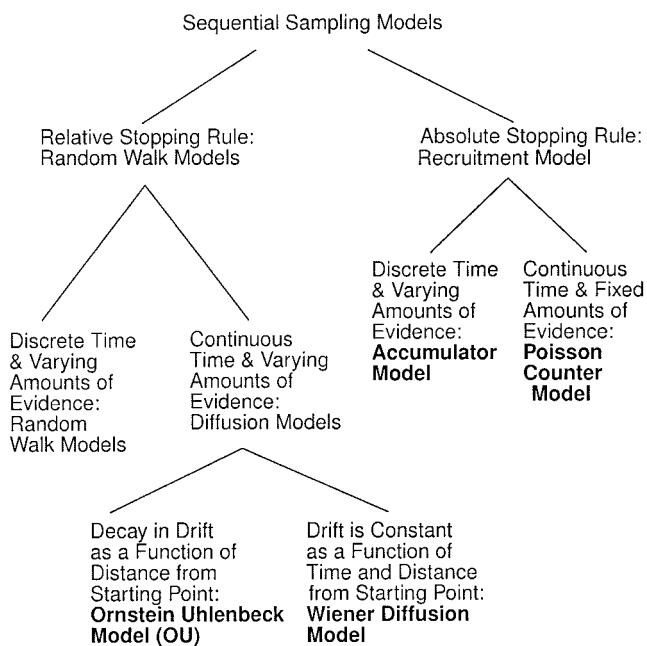 Sequential Sampling Models
Relative Stopping Rule:
Random Walk Models
Absolute Stopping Rule:
Recruitment Model
Discrete Time
& Varying
Amounts of
Evidence:
Accumulator
Model
Continuous
Time & Fixed
Amounts of
Evidence:
Poisson
Counter
Model
Discrete Time
& Varying
Amounts of
Evidence:
Random
Walk Models
Continuous
Time & Varying
Amounts of
Evidence:
Diffusion Models
Decay in Drift
as a Function of
Distance from
Starting Point:
Ornstein Uhlenbeck
Model (OU)
Drift is Constant
as a Function of
Time and Distance
from Starting Point:
Wiener Diffusion
Model